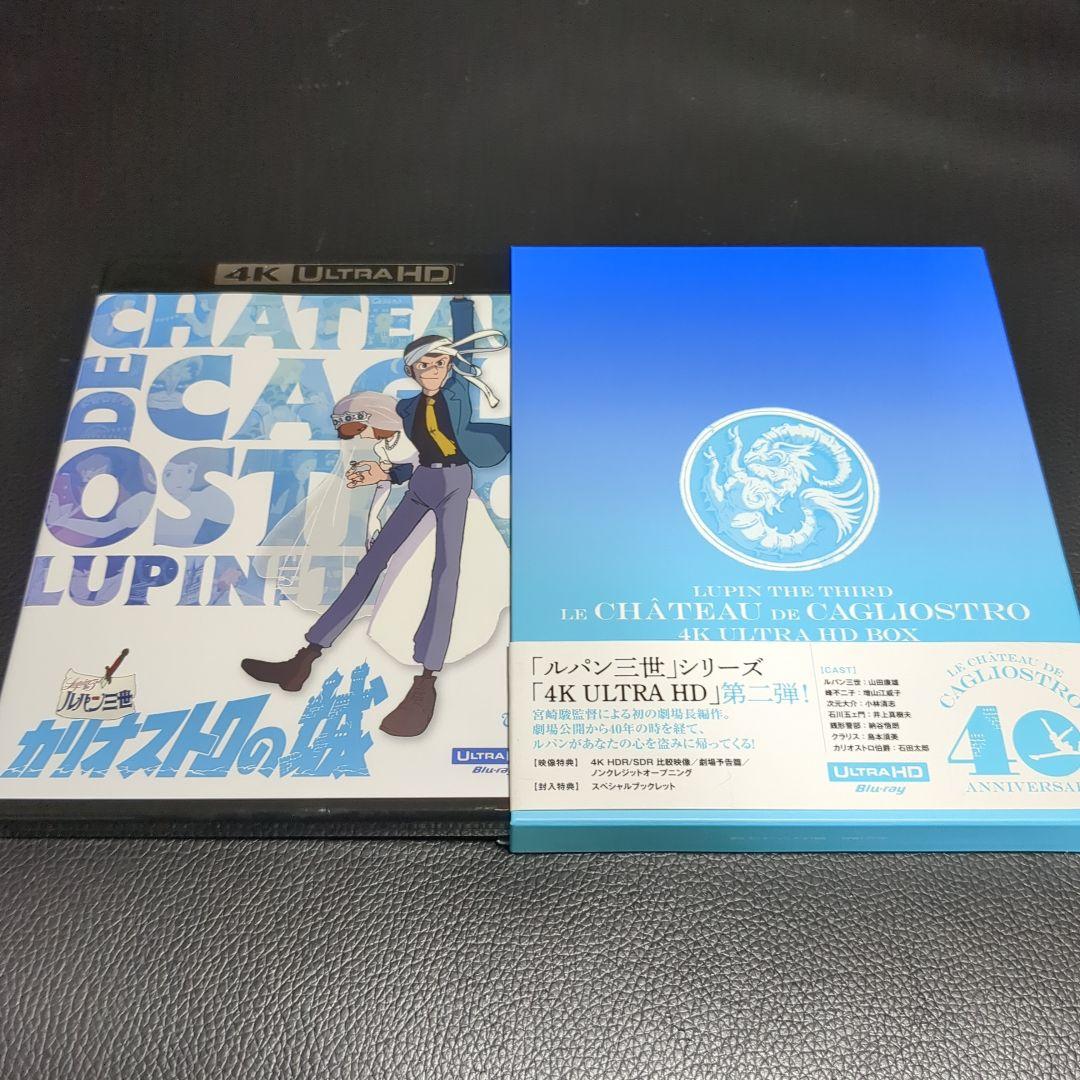 4K ULTRA HD™
CHATEAU
DE
CAGL
OST
LUPIN THE
ルパン三世
カリオストロの城
ULTRA HD
Blu-ray
LUPIN THE THIRD
LE CHÂTEAU DE CAGLIOSTRO
4K ULTRA HD BOX
「ルパン三世」シリーズ
「4K ULTRA HD」第二弾!
宮崎駿監督による初の劇場長編作。
劇場公開から40年の時を経て、
ルパンがあなたの心を盗みに帰ってくる!
【映像特典】 4K HDR/SDR 比較映像/劇場予告篇/
ノンクレジットオープニング
【封入特典】 スペシャルブックレット
[CAST]
ルパン三世:山田康雄
峰不二子:増山江威子
次元大介:小林清志
石川五ェ門:井上真樹夫
銭形警部:納谷悟朗
クラリス:島本須美
カリオストロ伯爵:石田太郎
ULTRA HD
Blu-ray
LE CHÂTEAU DE
CAGLIOSTRO
40
ANNIVERSAR